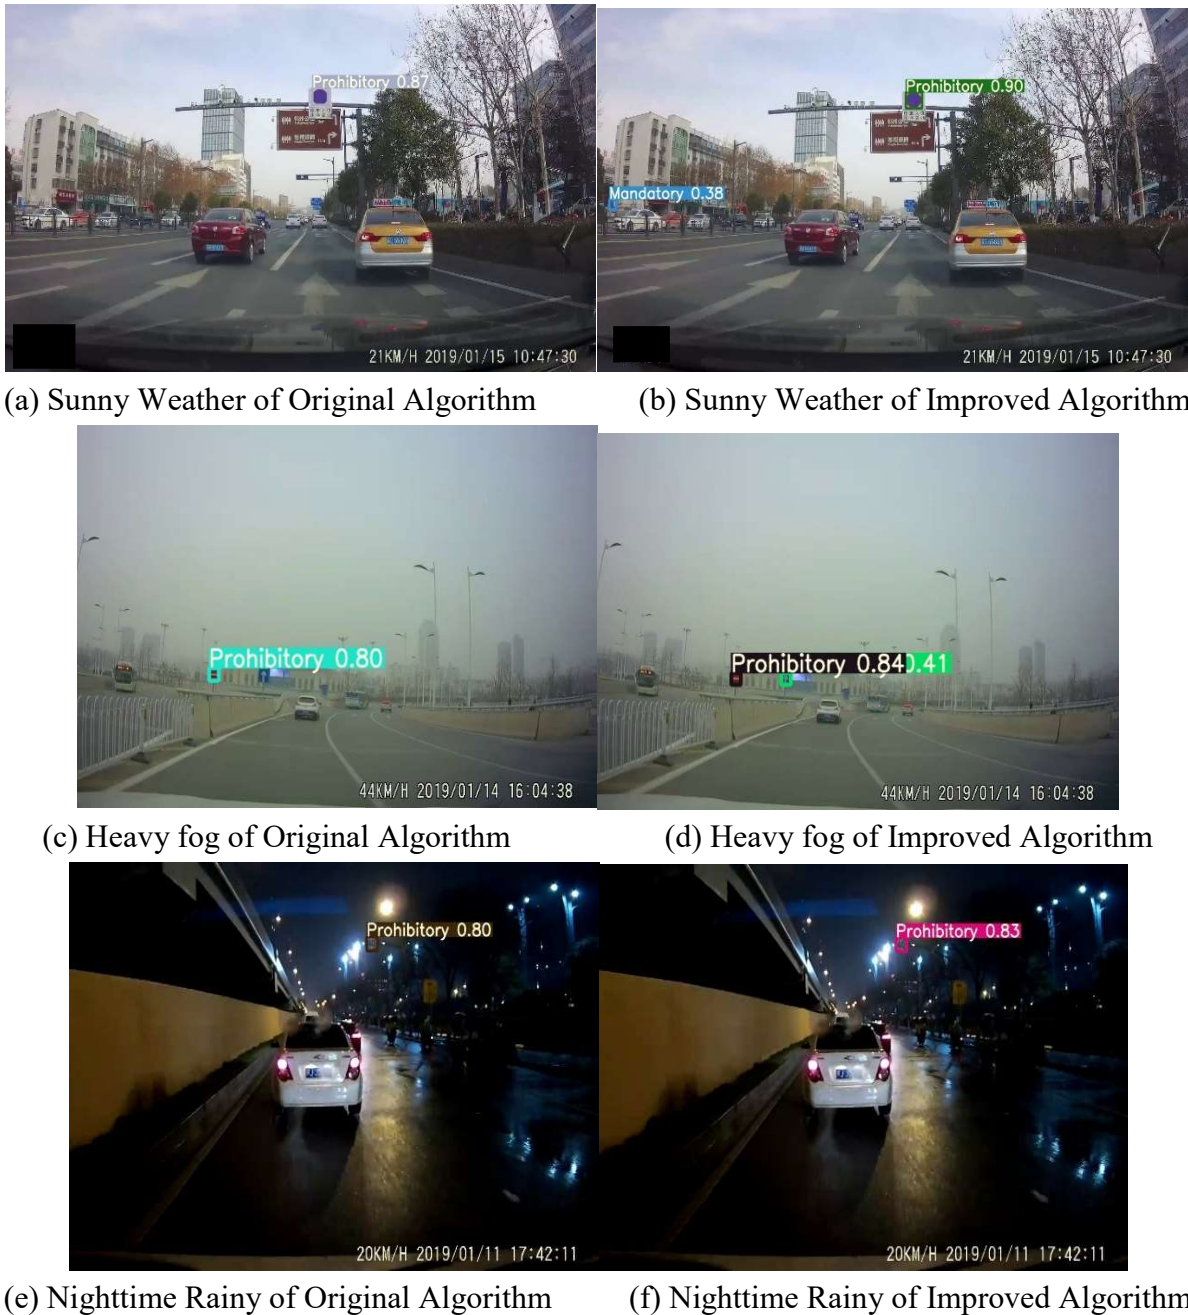 Prohibitory 0.87
21KM/H 2019/01/15 10:47:30
Prohibitory 0.90
Mandatory 0.38
21KM/H 2019/01/15 10:47:30
(a) Sunny Weather of Original Algorithm
(b) Sunny Weather of Improved Algorithm
Prohibitory 0.80
44KM/H 2019/01/14 16:04:38
Prohibitory 0.84 0.41
44KM/H 2019/01/14 16:04:38
(c) Heavy fog of Original Algorithm
(d) Heavy fog of Improved Algorithm
Prohibitory 0.80
20KM/H 2019/01/11 17:42:11
Prohibitory 0.83
20KM/H 2019/01/11 17:42:11
(e) Nighttime Rainy of Original Algorithm
(f) Nighttime Rainy of Improved Algorithm